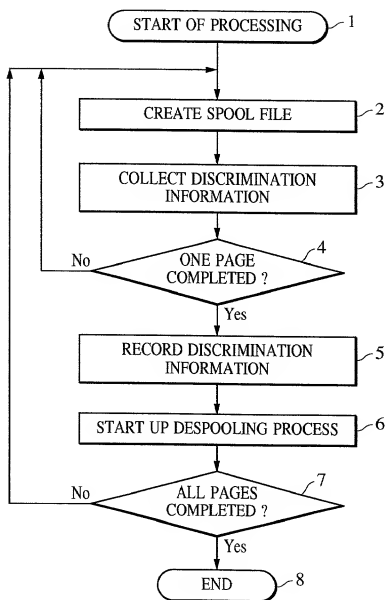 START OF PROCESSING 1
CREATE SPOOL FILE 2
COLLECT DISCRIMINATION
INFORMATION 3
ONE PAGE
COMPLETED ? 4
No
Yes
RECORD DISCRIMINATION
INFORMATION 5
START UP DESPOOLING PROCESS 6
ALL PAGES
COMPLETED ? 7
No
Yes
END 8